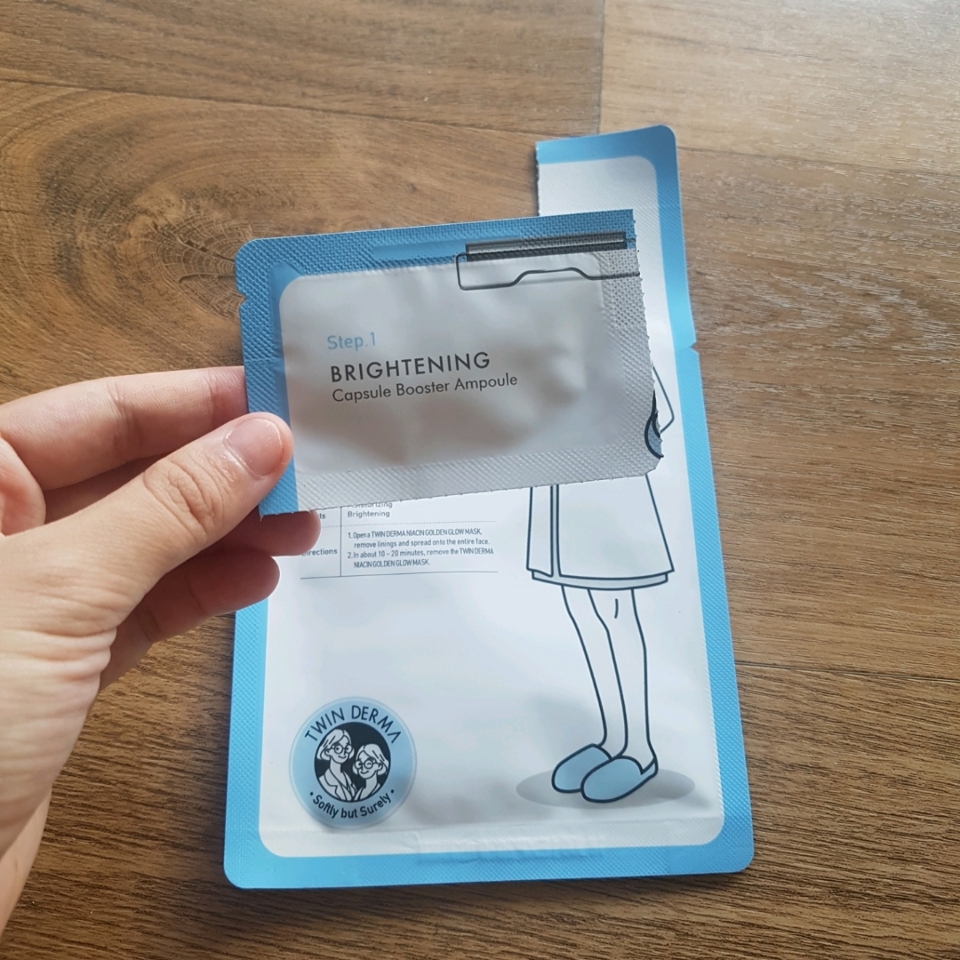 Step.1
BRIGHTENING
Capsule Booster Ampoule
Moisturizing
Brightening
1.Open a TWIN DERMA NIACIN GOLDEN GLOW MASK,
remove linings and spread onto the entire face.
2.In about 10 - 20 minutes, remove the TWIN DERMA
NIACIN GOLDEN GLOW MASK.
TWIN DERMA
• Softly but Surely •